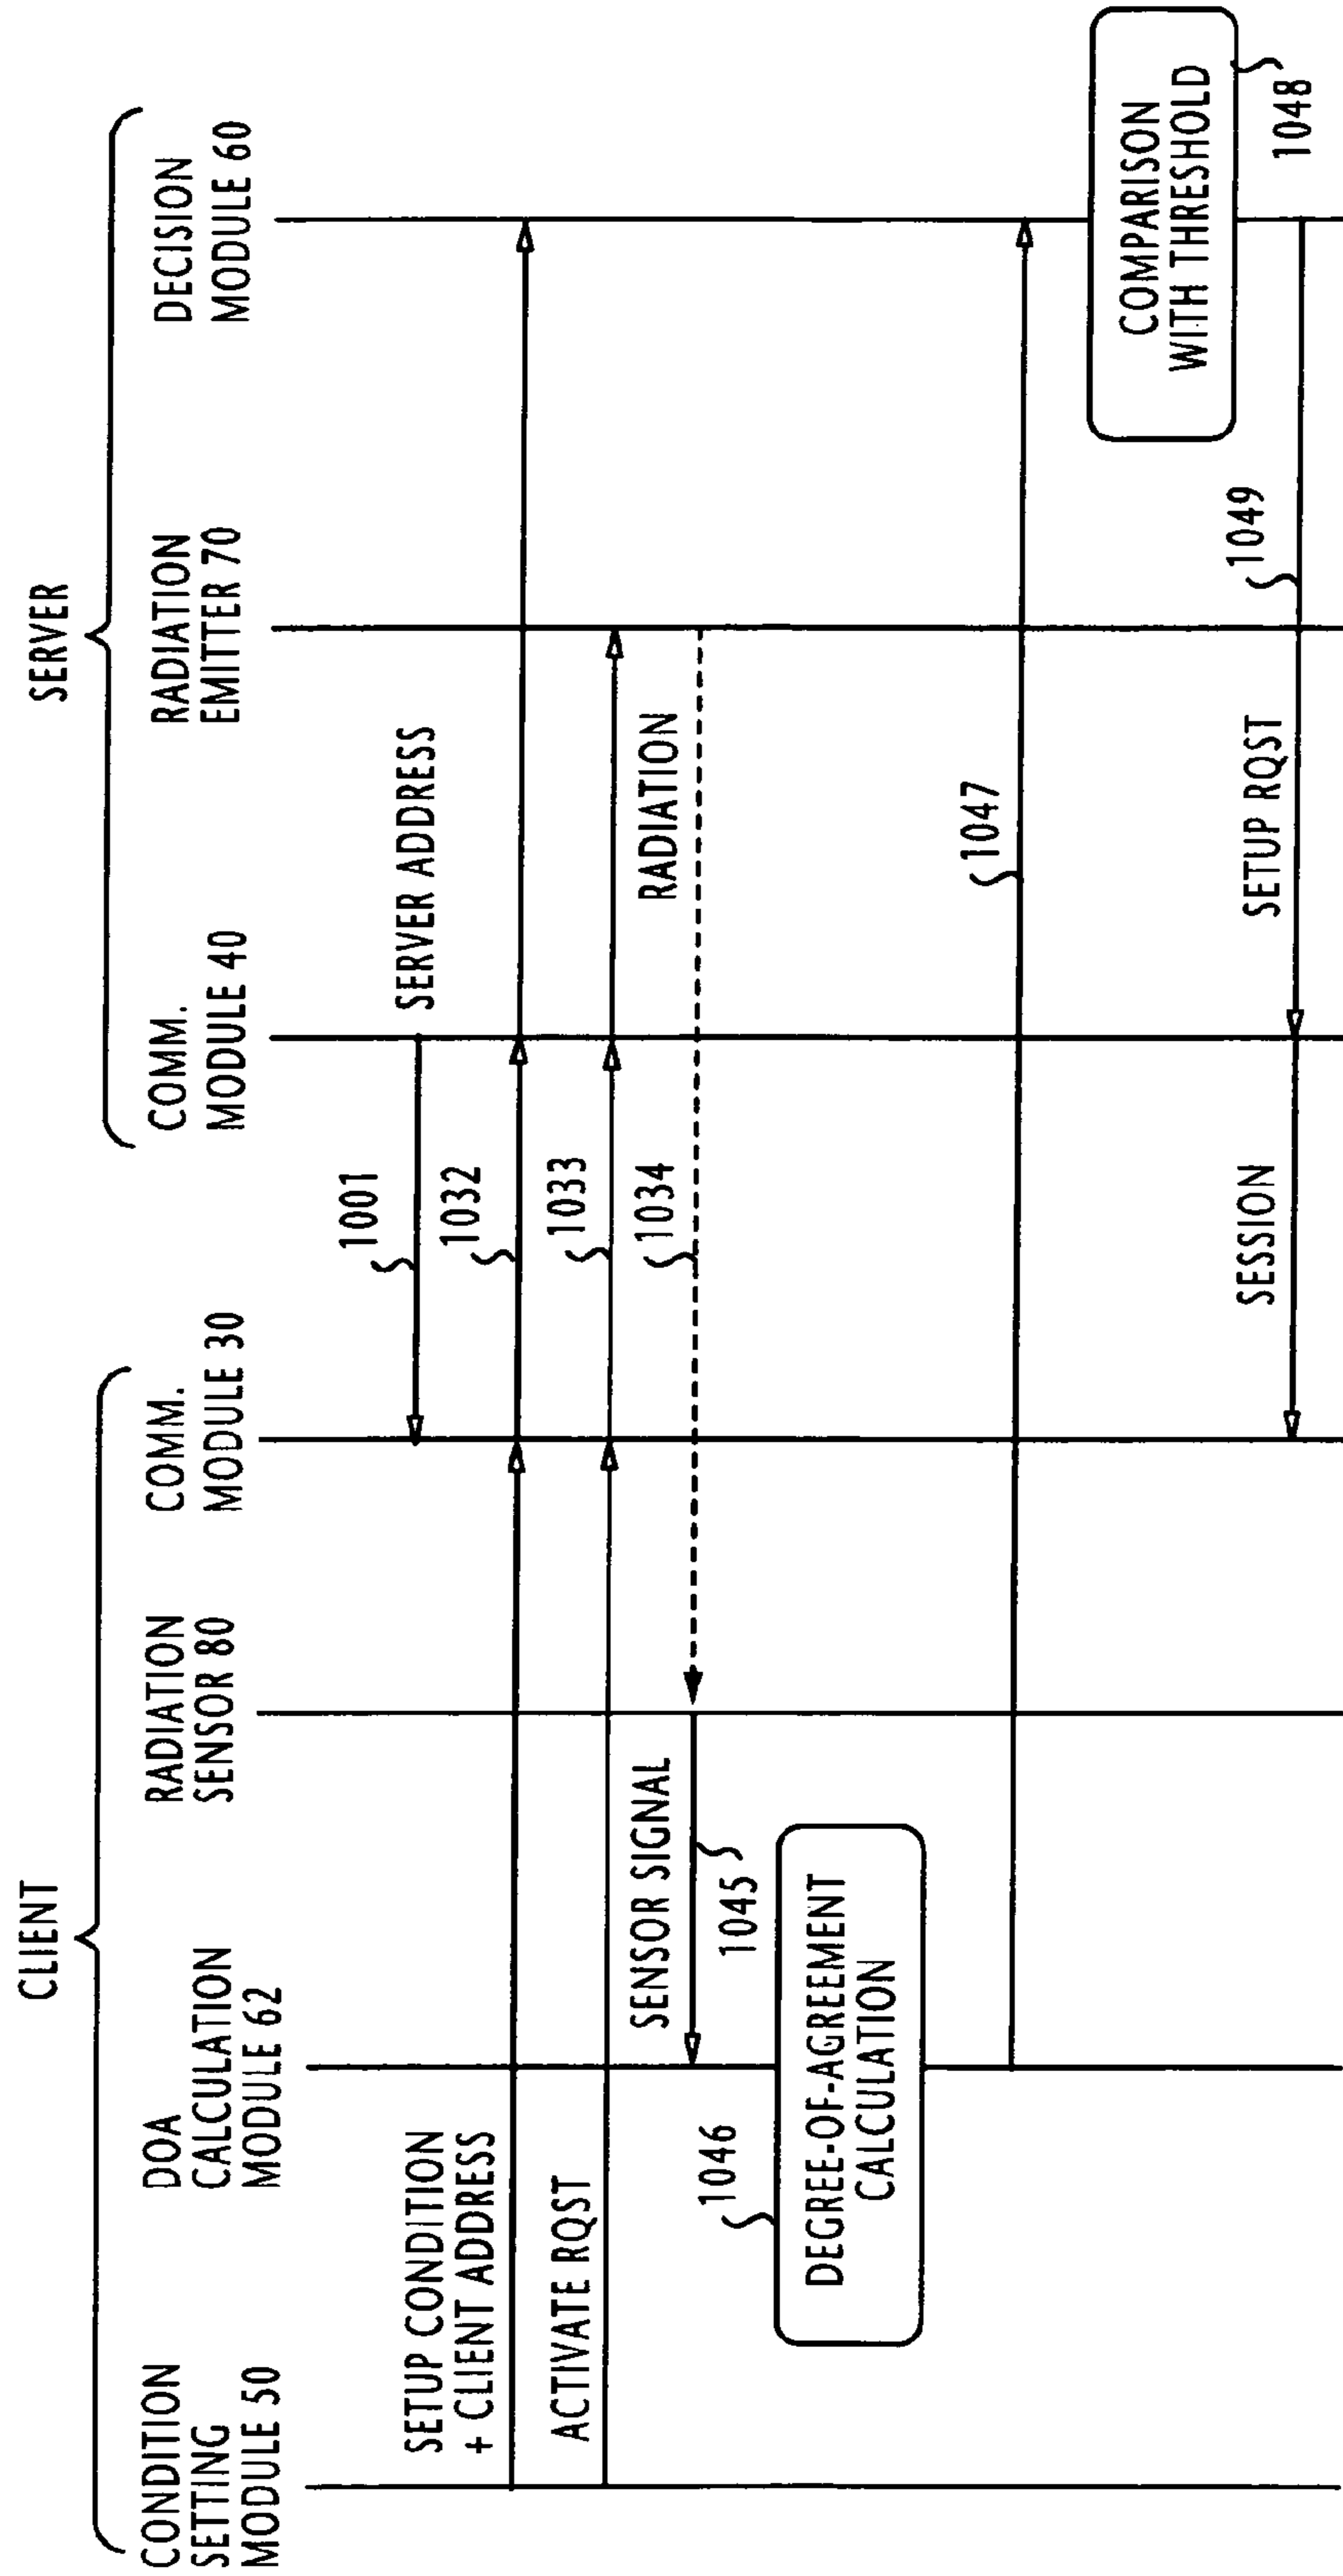 CLIENT
SERVER
CONDITION
SETTING
MODULE 50
DOA
CALCULATION
MODULE 62
RADIATION
SENSOR 80
COMM.
MODULE 30
COMM.
MODULE 40
RADIATION
EMITTER 70
DECISION
MODULE 60
1001
SERVER ADDRESS
SETUP CONDITION
+ CLIENT ADDRESS
1032
ACTIVATE RQST
1033
1034
RADIATION
SENSOR SIGNAL
1045
1046
DEGREE-OF-AGREEMENT
CALCULATION
1047
COMPARISON
WITH THRESHOLD
1048
1049
SETUP RQST
SESSION